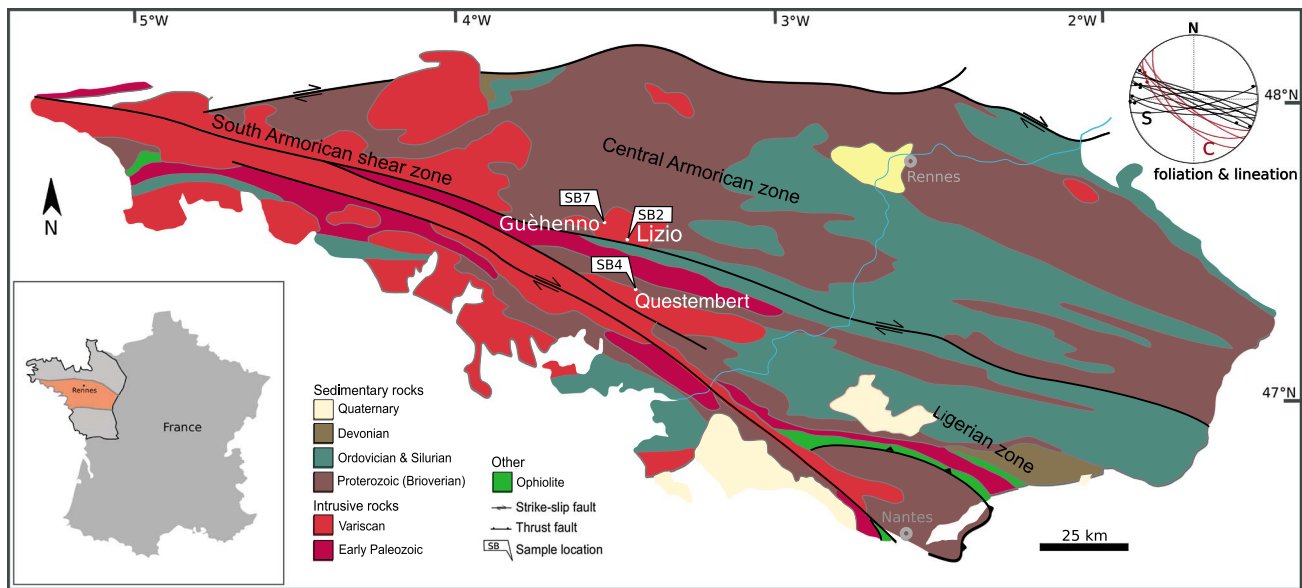 5°W
4°W
3°W
2°W
N
48°N
S
C
foliation & lineation
South Armorican shear zone
Central Armorican zone
Rennes
N
SB7
SB2
Guèhenno
Lizio
SB4
Questembert
47°N
Ligerian zone
Nantes
25 km
Rennes
France
Sedimentary rocks
Quaternary
Devonian
Ordovician & Silurian
Proterozoic (Brioverian)
Intrusive rocks
Variscan
Early Paleozoic
Other
Ophiolite
Strike-slip fault
Thrust fault
SB
Sample location